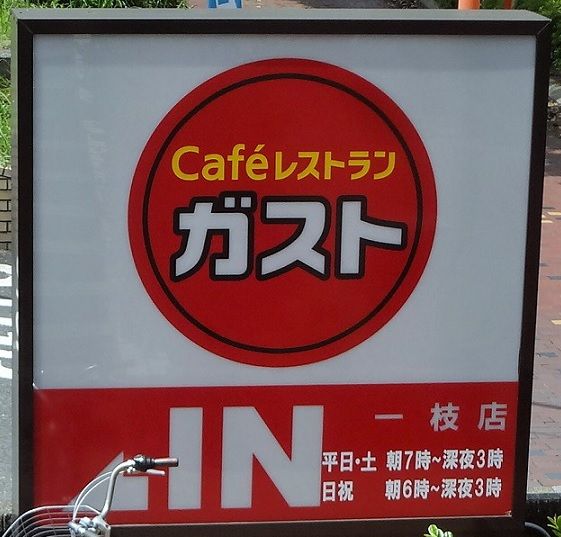 Caféレストラン
ガスト
IN
一枝店
平日・土 朝7時~深夜3時
日祝 朝6時~深夜3時